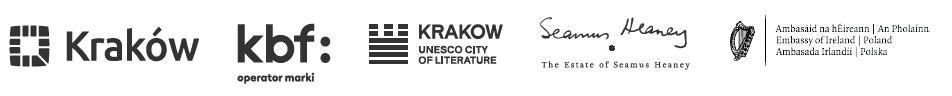 Kraków
kbf:
operator marki
KRAKOW
UNESCO CITY
OF LITERATURE
Seamus Heaney
The Estate of Seamus Heaney
Ambasáid na hÉireann | An Pholainn
Embassy of Ireland | Poland
Ambasada Irlandii | Polska